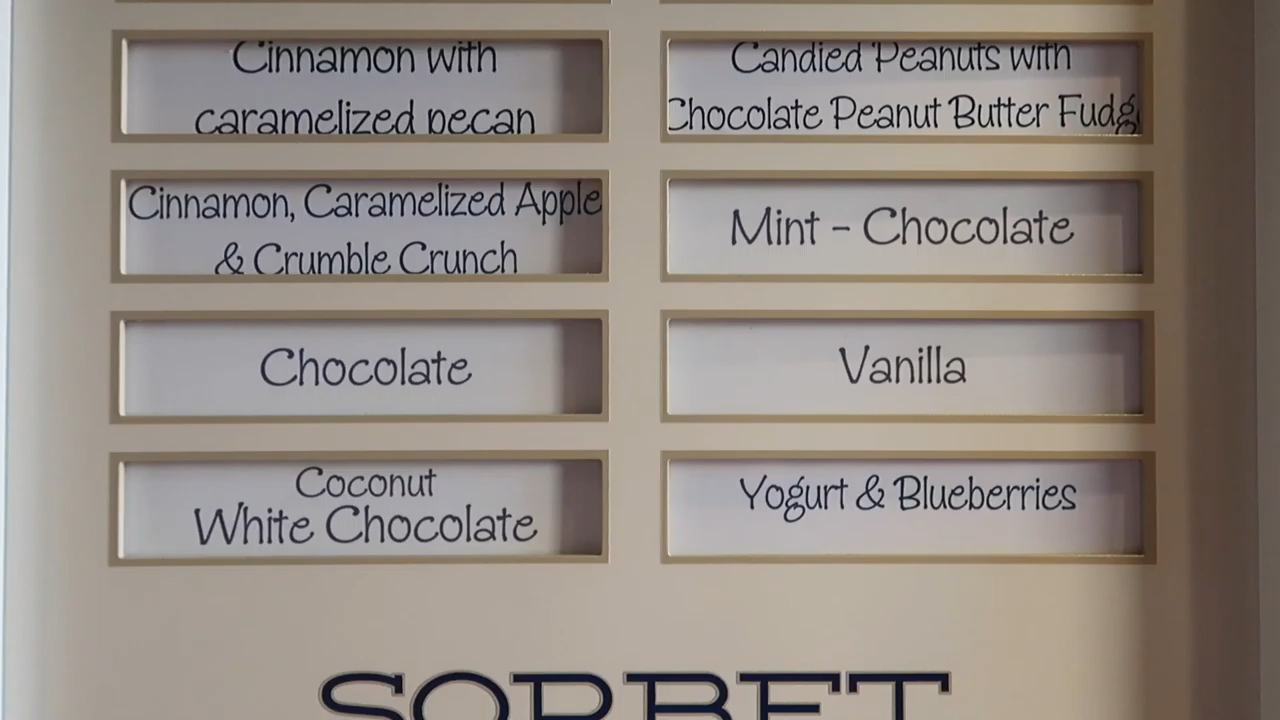 Cinnamon with
caramelized pecan
Candied Peanuts with
Chocolate Peanut Butter Fudg
Cinnamon, Caramelized Apple
& Crumble Crunch
Mint - Chocolate
Chocolate
Vanilla
Coconut
White Chocolate
Yogurt & Blueberries
SORBET